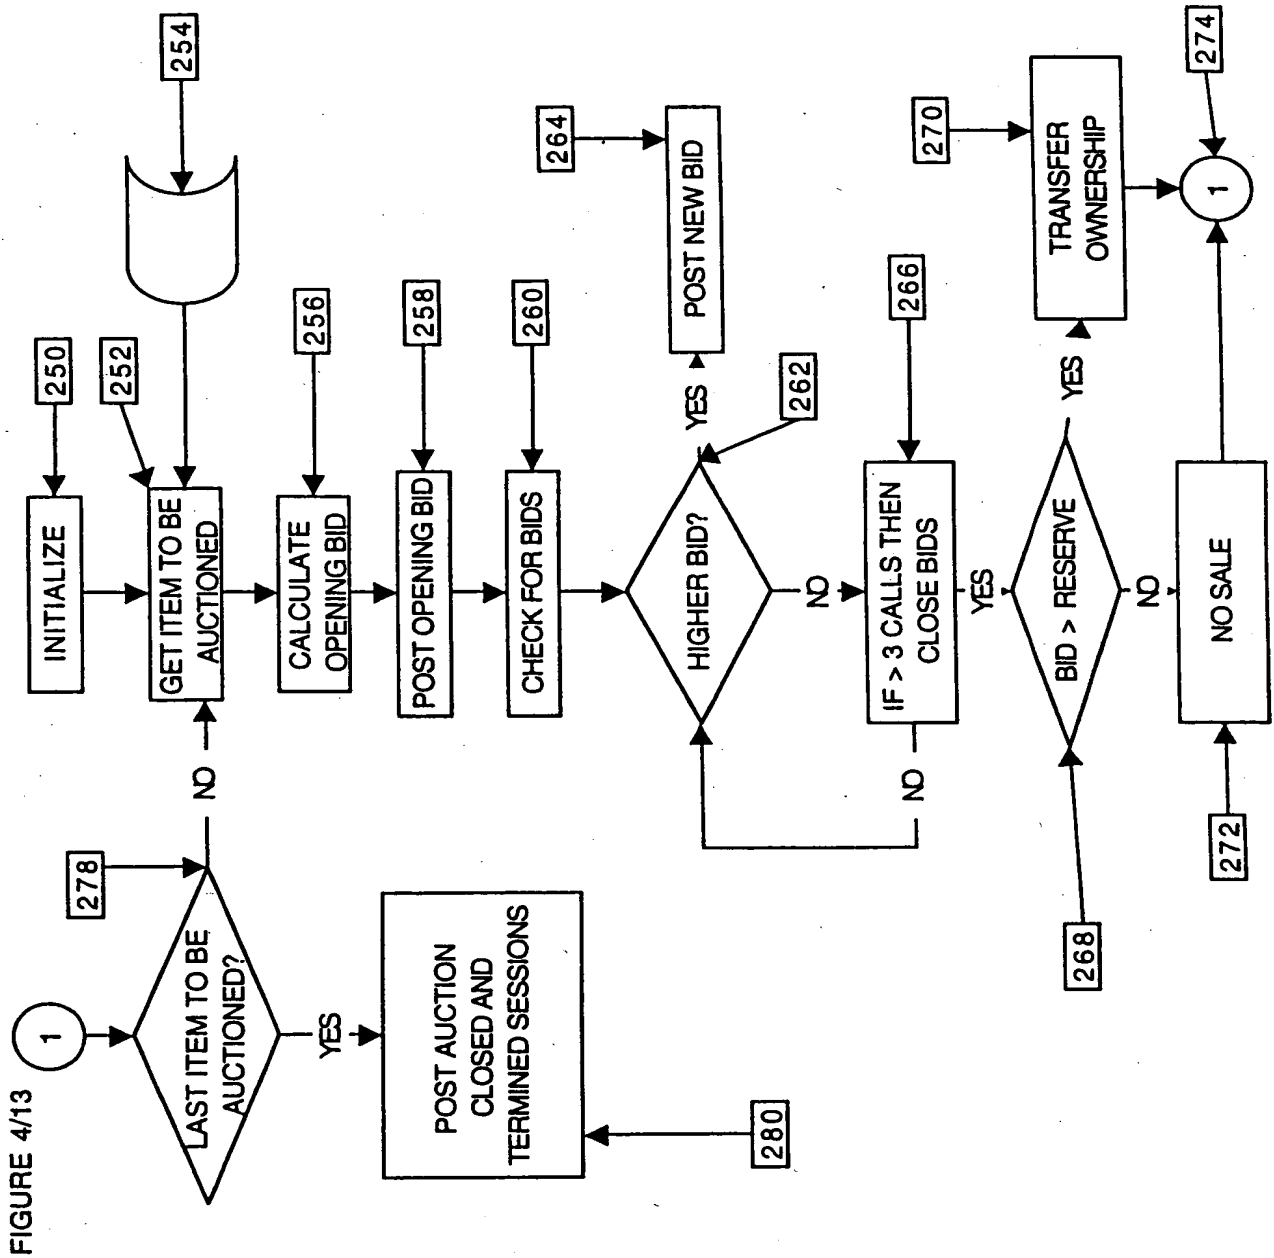 FIGURE 4/13
1
278
LAST ITEM TO BE
AUCTIONED?
NO
YES
POST AUCTION
CLOSED AND
TERMINED SESSIONS
280
INITIALIZE
250
252
254
GET ITEM TO BE
AUCTIONED
CALCULATE
OPENING BID
256
POST OPENING BID
258
CHECK FOR BIDS
260
HIGHER BID?
262
YES
POST NEW BID
264
NO
IF > 3 CALLS THEN
CLOSE BIDS
266
NO
YES
BID > RESERVE
268
YES
TRANSFER
OWNERSHIP
270
NO
NO SALE
272
1
274